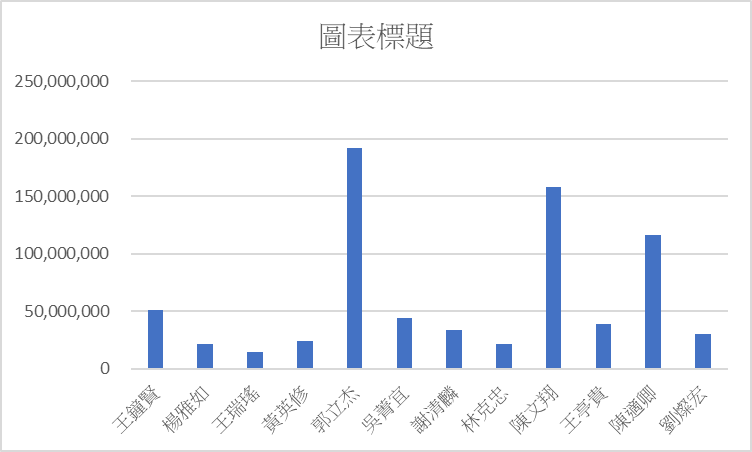 圖表標題
250,000,000
200,000,000
150,000,000
100,000,000
50,000,000
0
王鐘賢
楊雅如
王瑞瑤
黃英修
郭立杰
吳菁宜
謝清麟
林克忠
陳文翔
王亭貴
陳適卿
劉燦宏